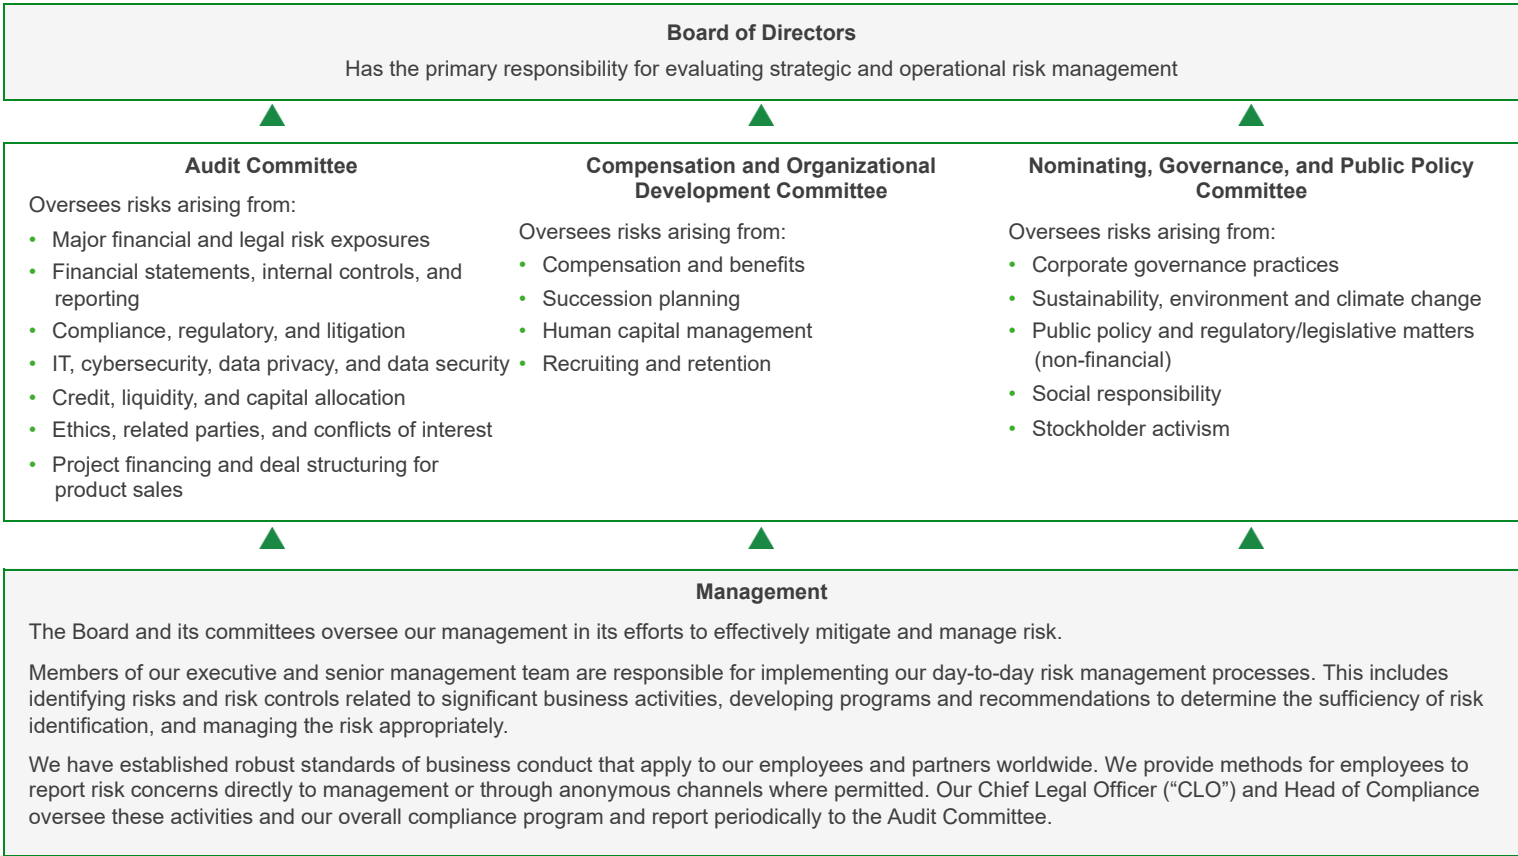 Board of Directors
Has the primary responsibility for evaluating strategic and operational risk management
Audit Committee
Oversees risks arising from:
• Major financial and legal risk exposures
• Financial statements, internal controls, and
reporting
• Compliance, regulatory, and litigation
• IT, cybersecurity, data privacy, and data security
• Credit, liquidity, and capital allocation
• Ethics, related parties, and conflicts of interest
• Project financing and deal structuring for
product sales
Compensation and Organizational
Development Committee
Oversees risks arising from:
• Compensation and benefits
• Succession planning
• Human capital management
• Recruiting and retention
Nominating, Governance, and Public Policy
Committee
Oversees risks arising from:
• Corporate governance practices
• Sustainability, environment and climate change
• Public policy and regulatory/legislative matters
(non-financial)
• Social responsibility
• Stockholder activism
Management
The Board and its committees oversee our management in its efforts to effectively mitigate and manage risk.
Members of our executive and senior management team are responsible for implementing our day-to-day risk management processes. This includes
identifying risks and risk controls related to significant business activities, developing programs and recommendations to determine the sufficiency of risk
identification, and managing the risk appropriately.
We have established robust standards of business conduct that apply to our employees and partners worldwide. We provide methods for employees to
report risk concerns directly to management or through anonymous channels where permitted. Our Chief Legal Officer (“CLO”) and Head of Compliance
oversee these activities and our overall compliance program and report periodically to the Audit Committee.